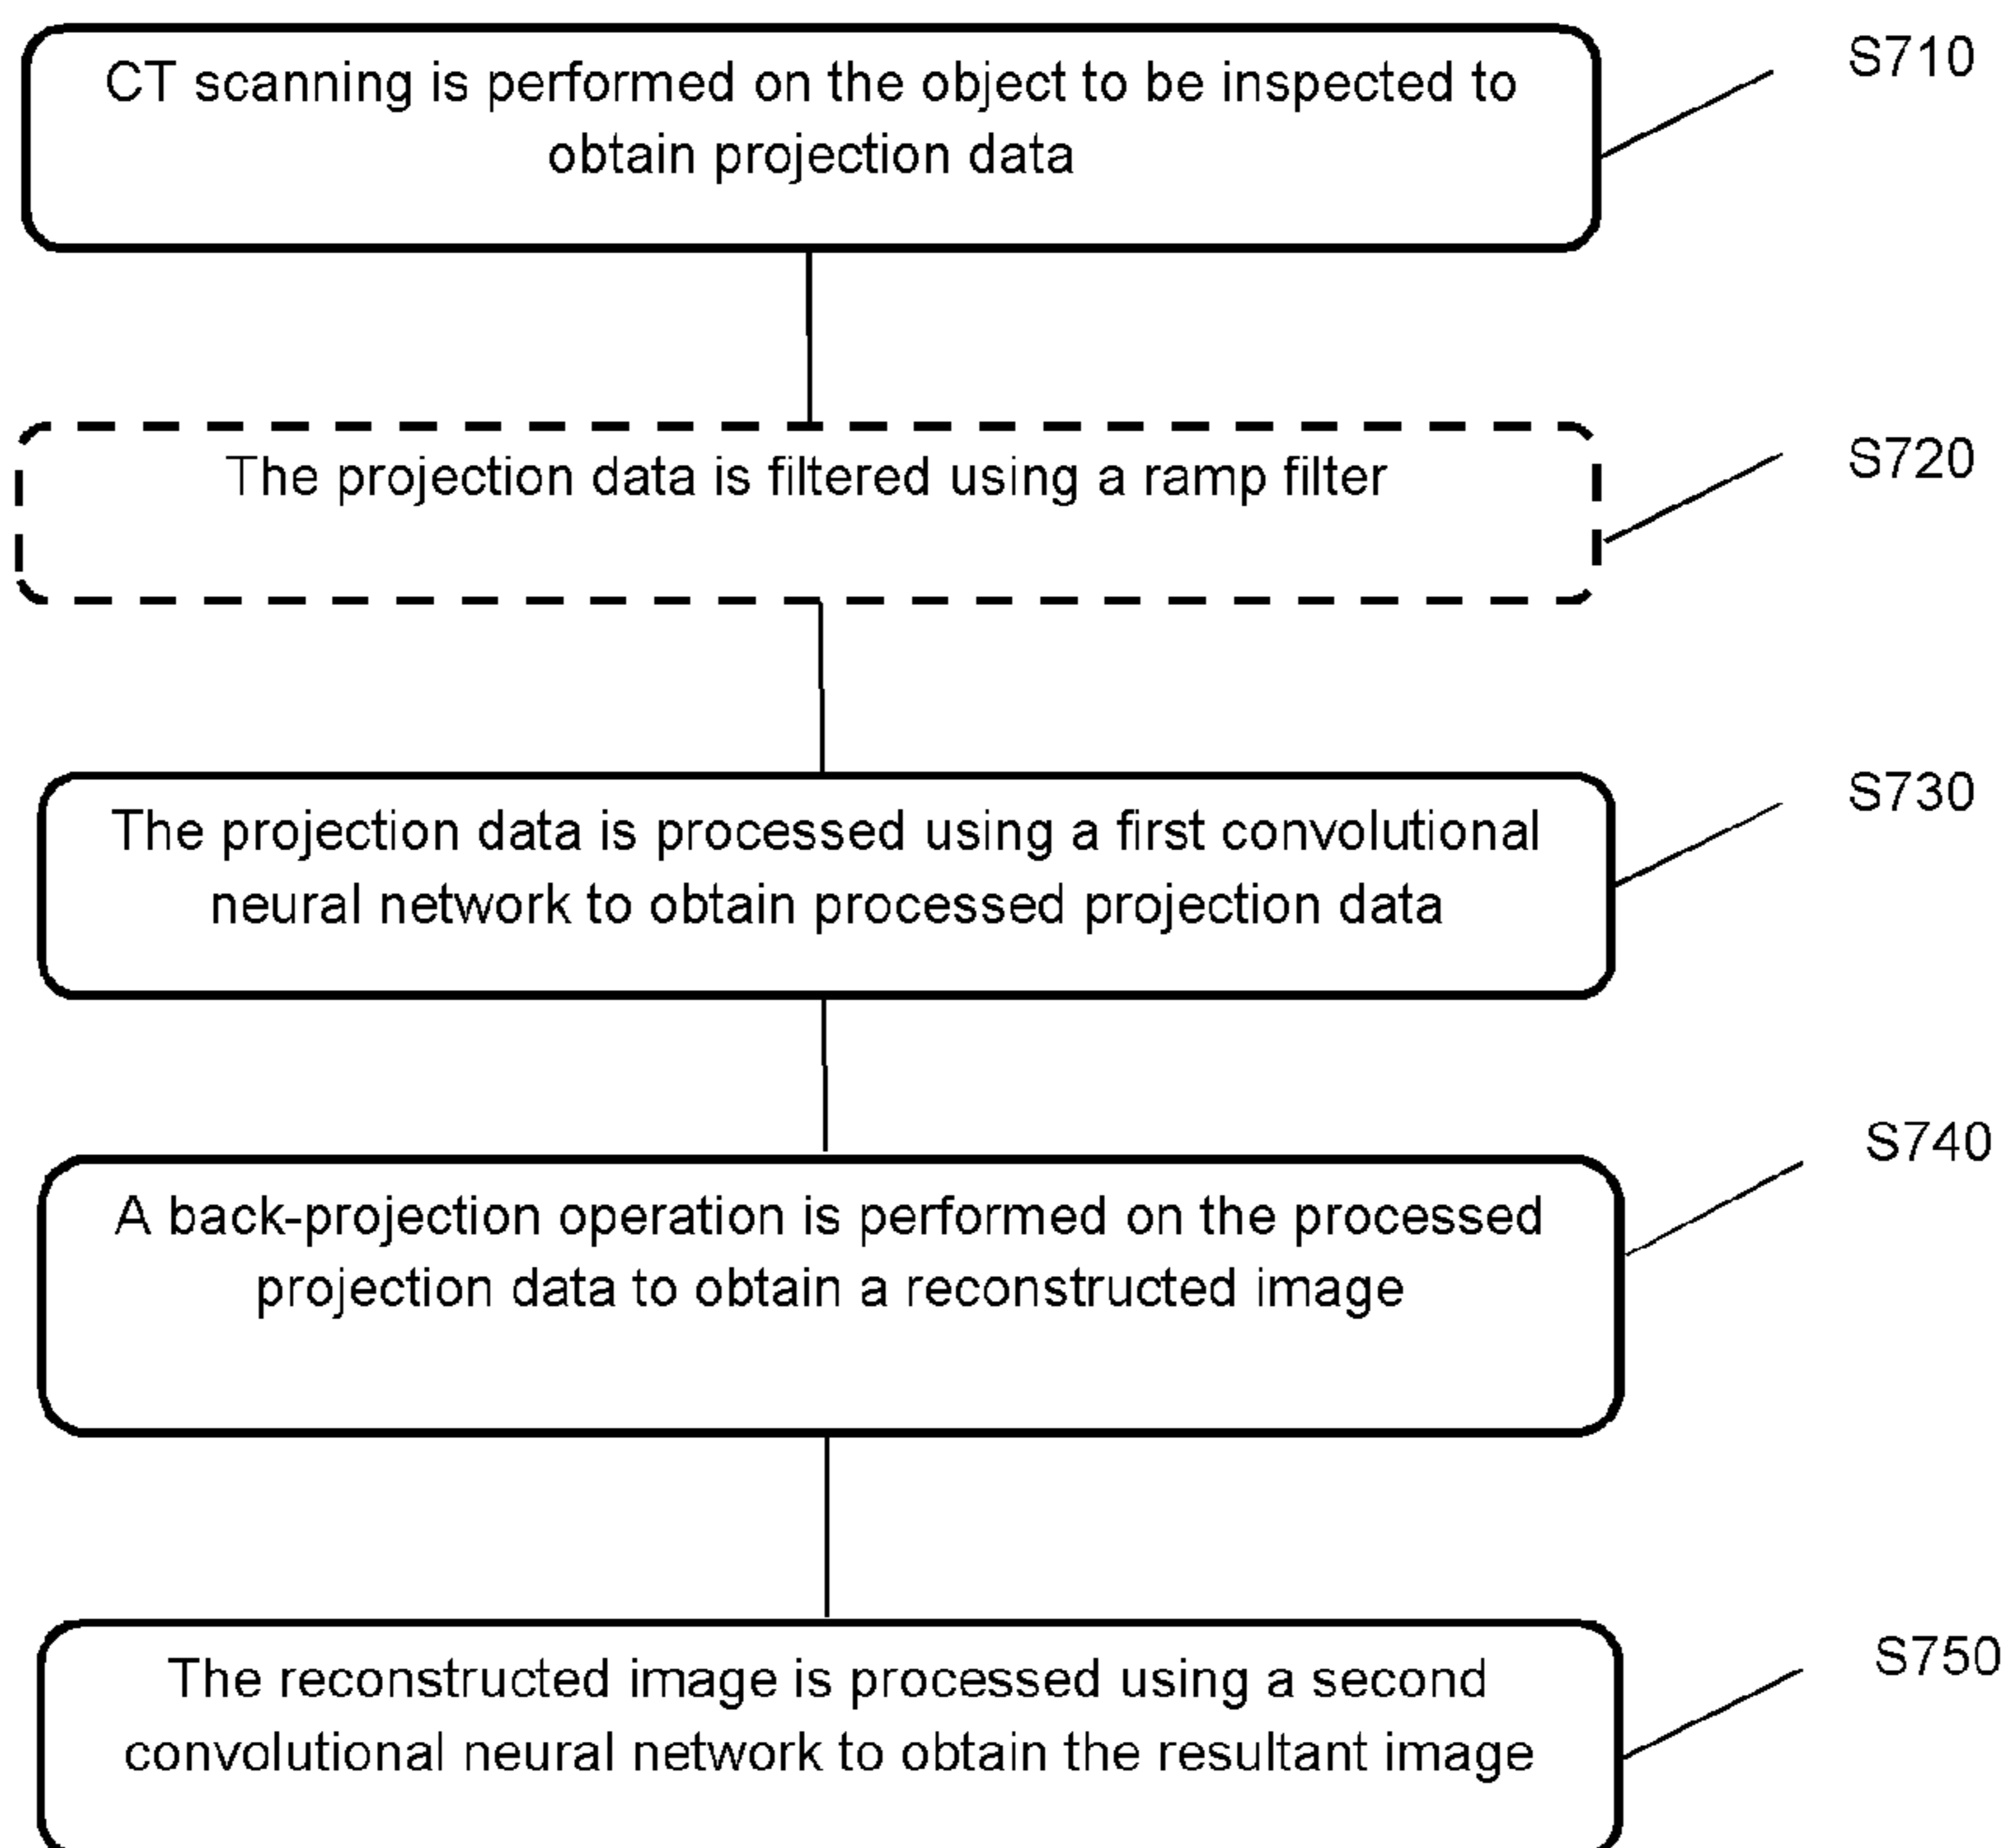 CT scanning is performed on the object to be inspected to
obtain projection data
S710
The projection data is filtered using a ramp filter
S720
The projection data is processed using a first convolutional
neural network to obtain processed projection data
S730
A back-projection operation is performed on the processed
projection data to obtain a reconstructed image
S740
The reconstructed image is processed using a second
convolutional neural network to obtain the resultant image
S750